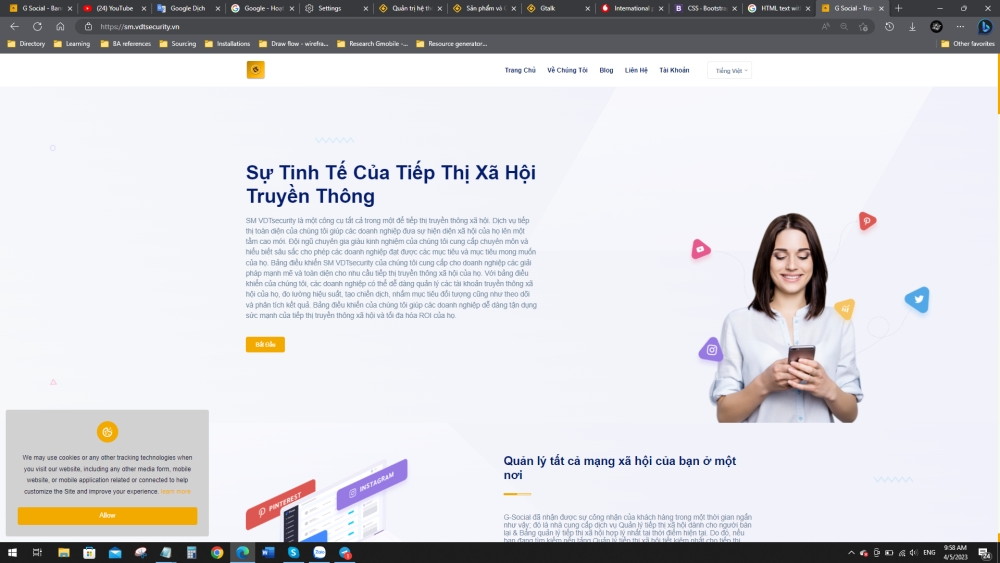 G Social - Ban
(24) YouTube
Google Dich
Google - Hoạt
Settings
Quản trị hệ thố
Sản phẩm và l
Gtalk
International p
CSS - Bootstra
HTML text with
G Social - Tran
https://sm.vdtsecurity.vn
Directory
Learning
BA references
Sourcing
Installations
Draw flow - wirefra...
Research Gmobile -...
Resource generator...
Other favorites
Trang Chủ
Về Chúng Tôi
Blog
Liên Hệ
Tài Khoản
Tiếng Việt
Sự Tinh Tế Của Tiếp Thị Xã Hội
Truyền Thông
SM VDTsecurity là một công cụ tất cả trong một để tiếp thị truyền thông xã hội. Dịch vụ tiếp
thị toàn diện của chúng tôi giúp các doanh nghiệp đưa sự hiện diện xã hội của họ lên một
tầm cao mới. Đội ngũ chuyên gia giàu kinh nghiệm của chúng tôi cung cấp chuyên môn và
hiểu biết sâu sắc cho phép các doanh nghiệp đạt được các mục tiêu và mục tiêu mong muốn
của họ. Bảng điều khiển SM VDTsecurity của chúng tôi cung cấp cho doanh nghiệp các giải
pháp mạnh mẽ và toàn diện cho nhu cầu tiếp thị truyền thông xã hội của họ. Với bảng điều
khiển của chúng tôi, các doanh nghiệp có thể dễ dàng quản lý các tài khoản truyền thông xã
hội của họ, đo lường hiệu suất, tạo chiến dịch, nhắm mục tiêu đối tượng cũng như theo dõi
và phân tích kết quả. Bảng điều khiển của chúng tôi giúp các doanh nghiệp dễ dàng tận dụng
sức mạnh của tiếp thị truyền thông xã hội và tối đa hóa ROI của họ.
Bắt Đầu
We may use cookies or any other tracking technologies when
you visit our website, including any other media form, mobile
website, or mobile application related or connected to help
customize the Site and improve your experience. learn more
Allow
PINTEREST
INSTAGRAM
Quản lý tất cả mạng xã hội của bạn ở một
nơi
G-Social đã nhận được sự công nhận của khách hàng trong một thời gian ngắn
như vậy; đó là nhà cung cấp dịch vụ Quản lý tiếp thị xã hội dành cho người bán
lại & Bảng quản lý tiếp thị xã hội hợp lý nhất tại thời điểm hiện tại. Do đó, nếu
bạn đang tìm kiếm nền tảng Quản lý tiếp thị xã hội tiết kiệm nhất cho tiếp thị
ENG
9:58 AM
4/5/2023
24